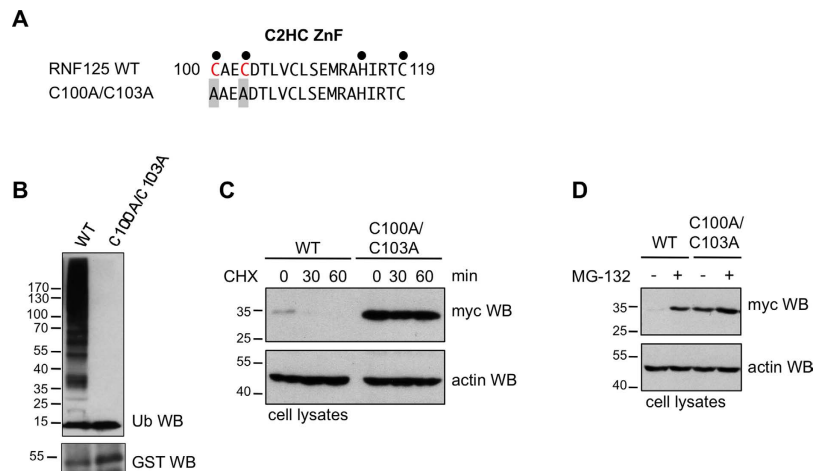 A
C2HC ZnF
RNF125 WT 100 CAECDTLVCLSEMRAHIRTC 119
C100A/C103A AAEADTLVCLSEMRAHIRTC
B
WT C100A/C103A
170
130
100
70
55
40
35
25
15 Ub WB
55 GST WB
C
WT C100A/
C103A
CHX 0 30 60 0 30 60 min
35 myc WB
25
55 actin WB
40
cell lysates
D
WT C100A/
C103A
MG-132 - + - +
35 myc WB
25
55 actin WB
40
cell lysates